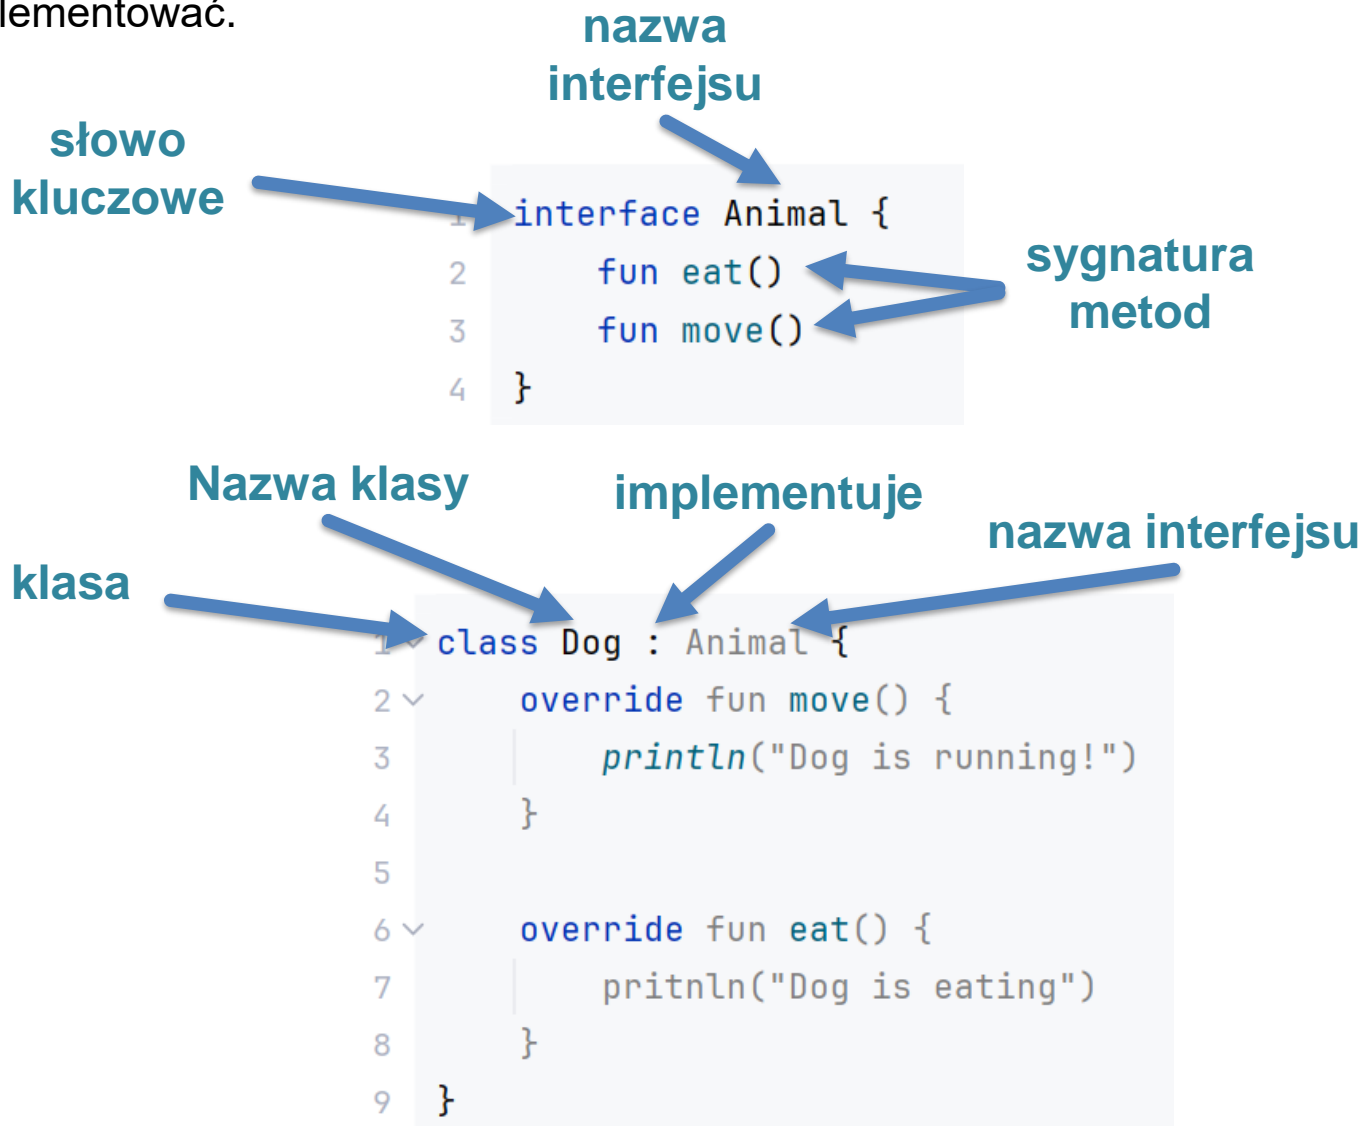 lementować.
nazwa
interfejsu
słowo
kluczowe
1 interface Animal {
2 fun eat()
3 fun move()
4 }
sygnatura
metod
Nazwa klasy
implementuje
nazwa interfejsu
klasa
1 class Dog : Animal {
2 override fun move() {
3 println("Dog is running!")
4 }
5
6 override fun eat() {
7 pritnln("Dog is eating")
8 }
9 }